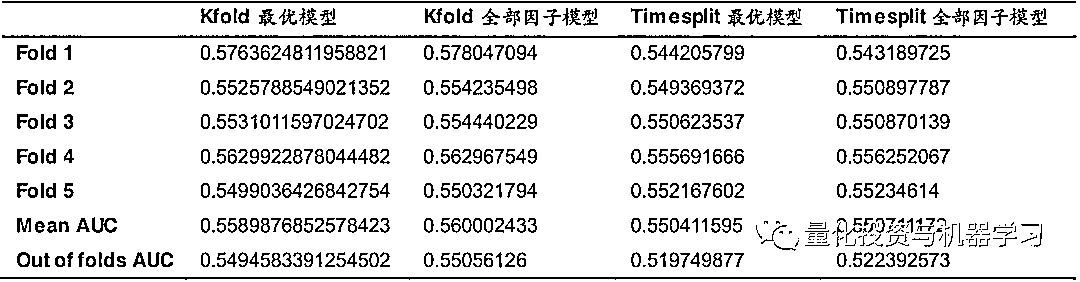 Kfold 最优模型 Kfold 全部因子模型 Timesplit 最优模型 Timesplit 全部因子模型
Fold 1 0.5763624811958821 0.578047094 0.544205799 0.543189725
Fold 2 0.5525788549021352 0.554235498 0.549369372 0.550897787
Fold 3 0.5531011597024702 0.554440229 0.550623537 0.550870139
Fold 4 0.5629922878044482 0.562967549 0.555691666 0.556252067
Fold 5 0.5499036426842754 0.550321794 0.552167602 0.55234614
Mean AUC 0.5589876852578423 0.560002433 0.550411595
量化投资与机器学习
Out of folds AUC 0.5494583391254502 0.55056126 0.519749877 0.522392573